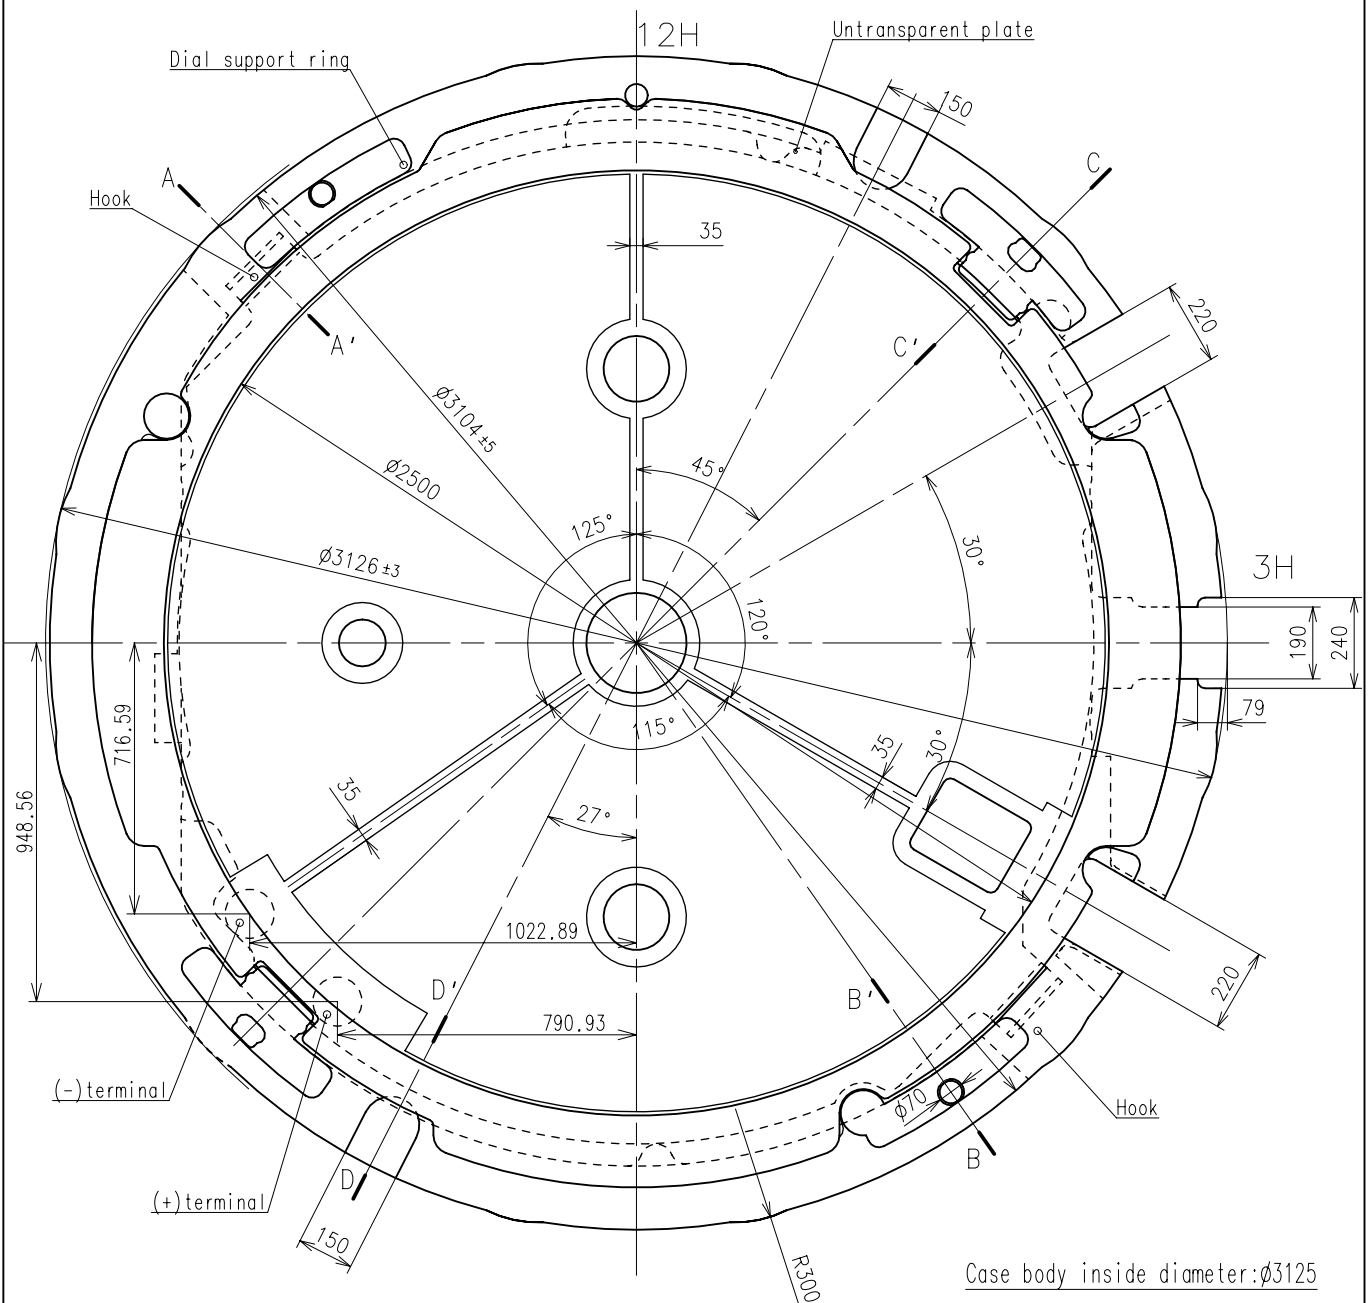 12H
Untransparent plate
Dial support ring
150
A
C
Hook
35
220
A'
C'
Ø3104±5
Ø2500
45°
125°
30°
Ø3126±3
3H
120°
190
240
716.59
115°
79
35
30°
948.56
35
27°
1022.89
D'
B'
220
790.93
(-)terminal
Ø70
Hook
B
D
(+)terminal
150
R300
Case body inside diameter:Ø3125